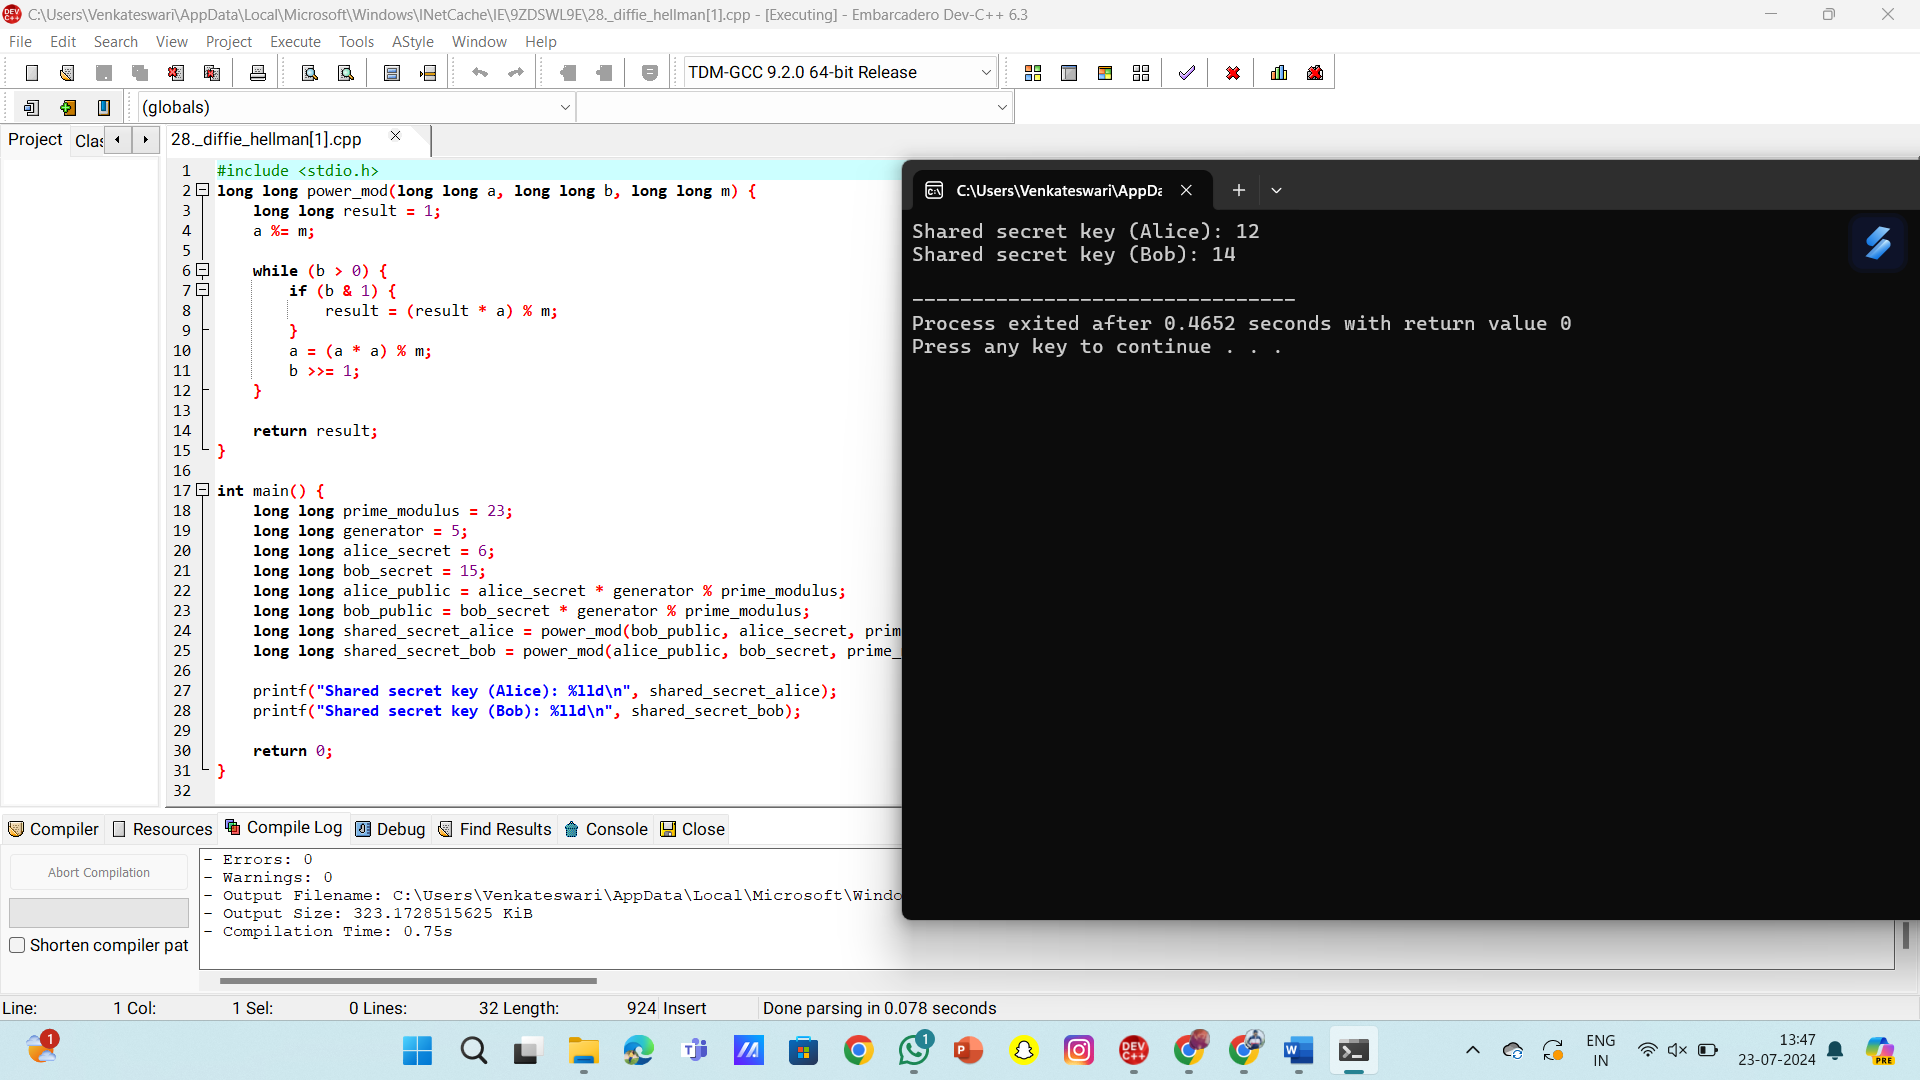 C:\Users\Venkateswari\AppData\Local\Microsoft\Windows\INetCache\IE\9ZDSWL9E\28._diffie_hellman[1].cpp - [Executing] - Embarcadero Dev-C++ 6.3
File Edit Search View Project Execute Tools AStyle Window Help
TDM-GCC 9.2.0 64-bit Release
(globals)
Project Clas
28._diffie_hellman[1].cpp
1 #include <stdio.h>
2 long long power_mod(long long a, long long b, long long m) {
3 long long result = 1;
4 a %= m;
5
6 while (b > 0) {
7 if (b & 1) {
8 result = (result * a) % m;
9 }
10 a = (a * a) % m;
11 b >>= 1;
12 }
13
14 return result;
15 }
16
17 int main() {
18 long long prime_modulus = 23;
19 long long generator = 5;
20 long long alice_secret = 6;
21 long long bob_secret = 15;
22 long long alice_public = alice_secret * generator % prime_modulus;
23 long long bob_public = bob_secret * generator % prime_modulus;
24 long long shared_secret_alice = power_mod(bob_public, alice_secret, prim
25 long long shared_secret_bob = power_mod(alice_public, bob_secret, prime_
26
27 printf("Shared secret key (Alice): %lld\n", shared_secret_alice);
28 printf("Shared secret key (Bob): %lld\n", shared_secret_bob);
29
30 return 0;
31 }
32
C:\Users\Venkateswari\AppDa
Shared secret key (Alice): 12
Shared secret key (Bob): 14
--------------------------------
Process exited after 0.4652 seconds with return value 0
Press any key to continue . . .
Compiler Resources Compile Log Debug Find Results Console Close
Abort Compilation
Shorten compiler pat
- Errors: 0
- Warnings: 0
- Output Filename: C:\Users\Venkateswari\AppData\Local\Microsoft\Windo
- Output Size: 323.1728515625 KiB
- Compilation Time: 0.75s
Line: 1 Col: 1 Sel: 0 Lines: 32 Length: 924 Insert Done parsing in 0.078 seconds
1
1
DEV C++
ENG
IN
13:47
23-07-2024
PRE